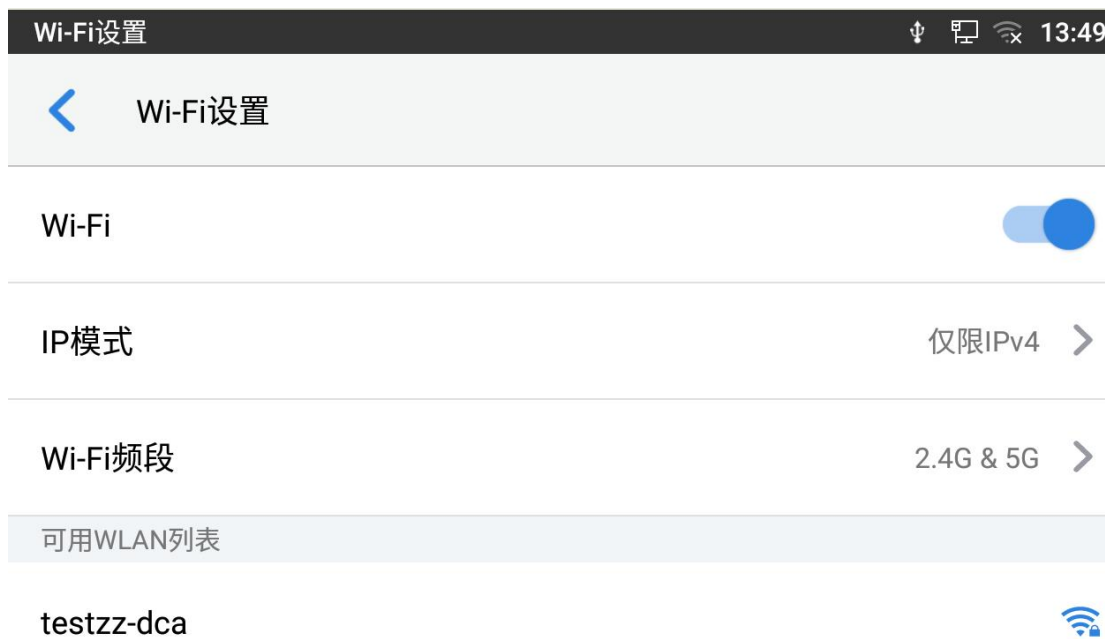 Wi-Fi设置 13:49
Wi-Fi设置
Wi-Fi
IP模式 仅限IPv4
Wi-Fi频段 2.4G & 5G
可用WLAN列表
testzz-dca